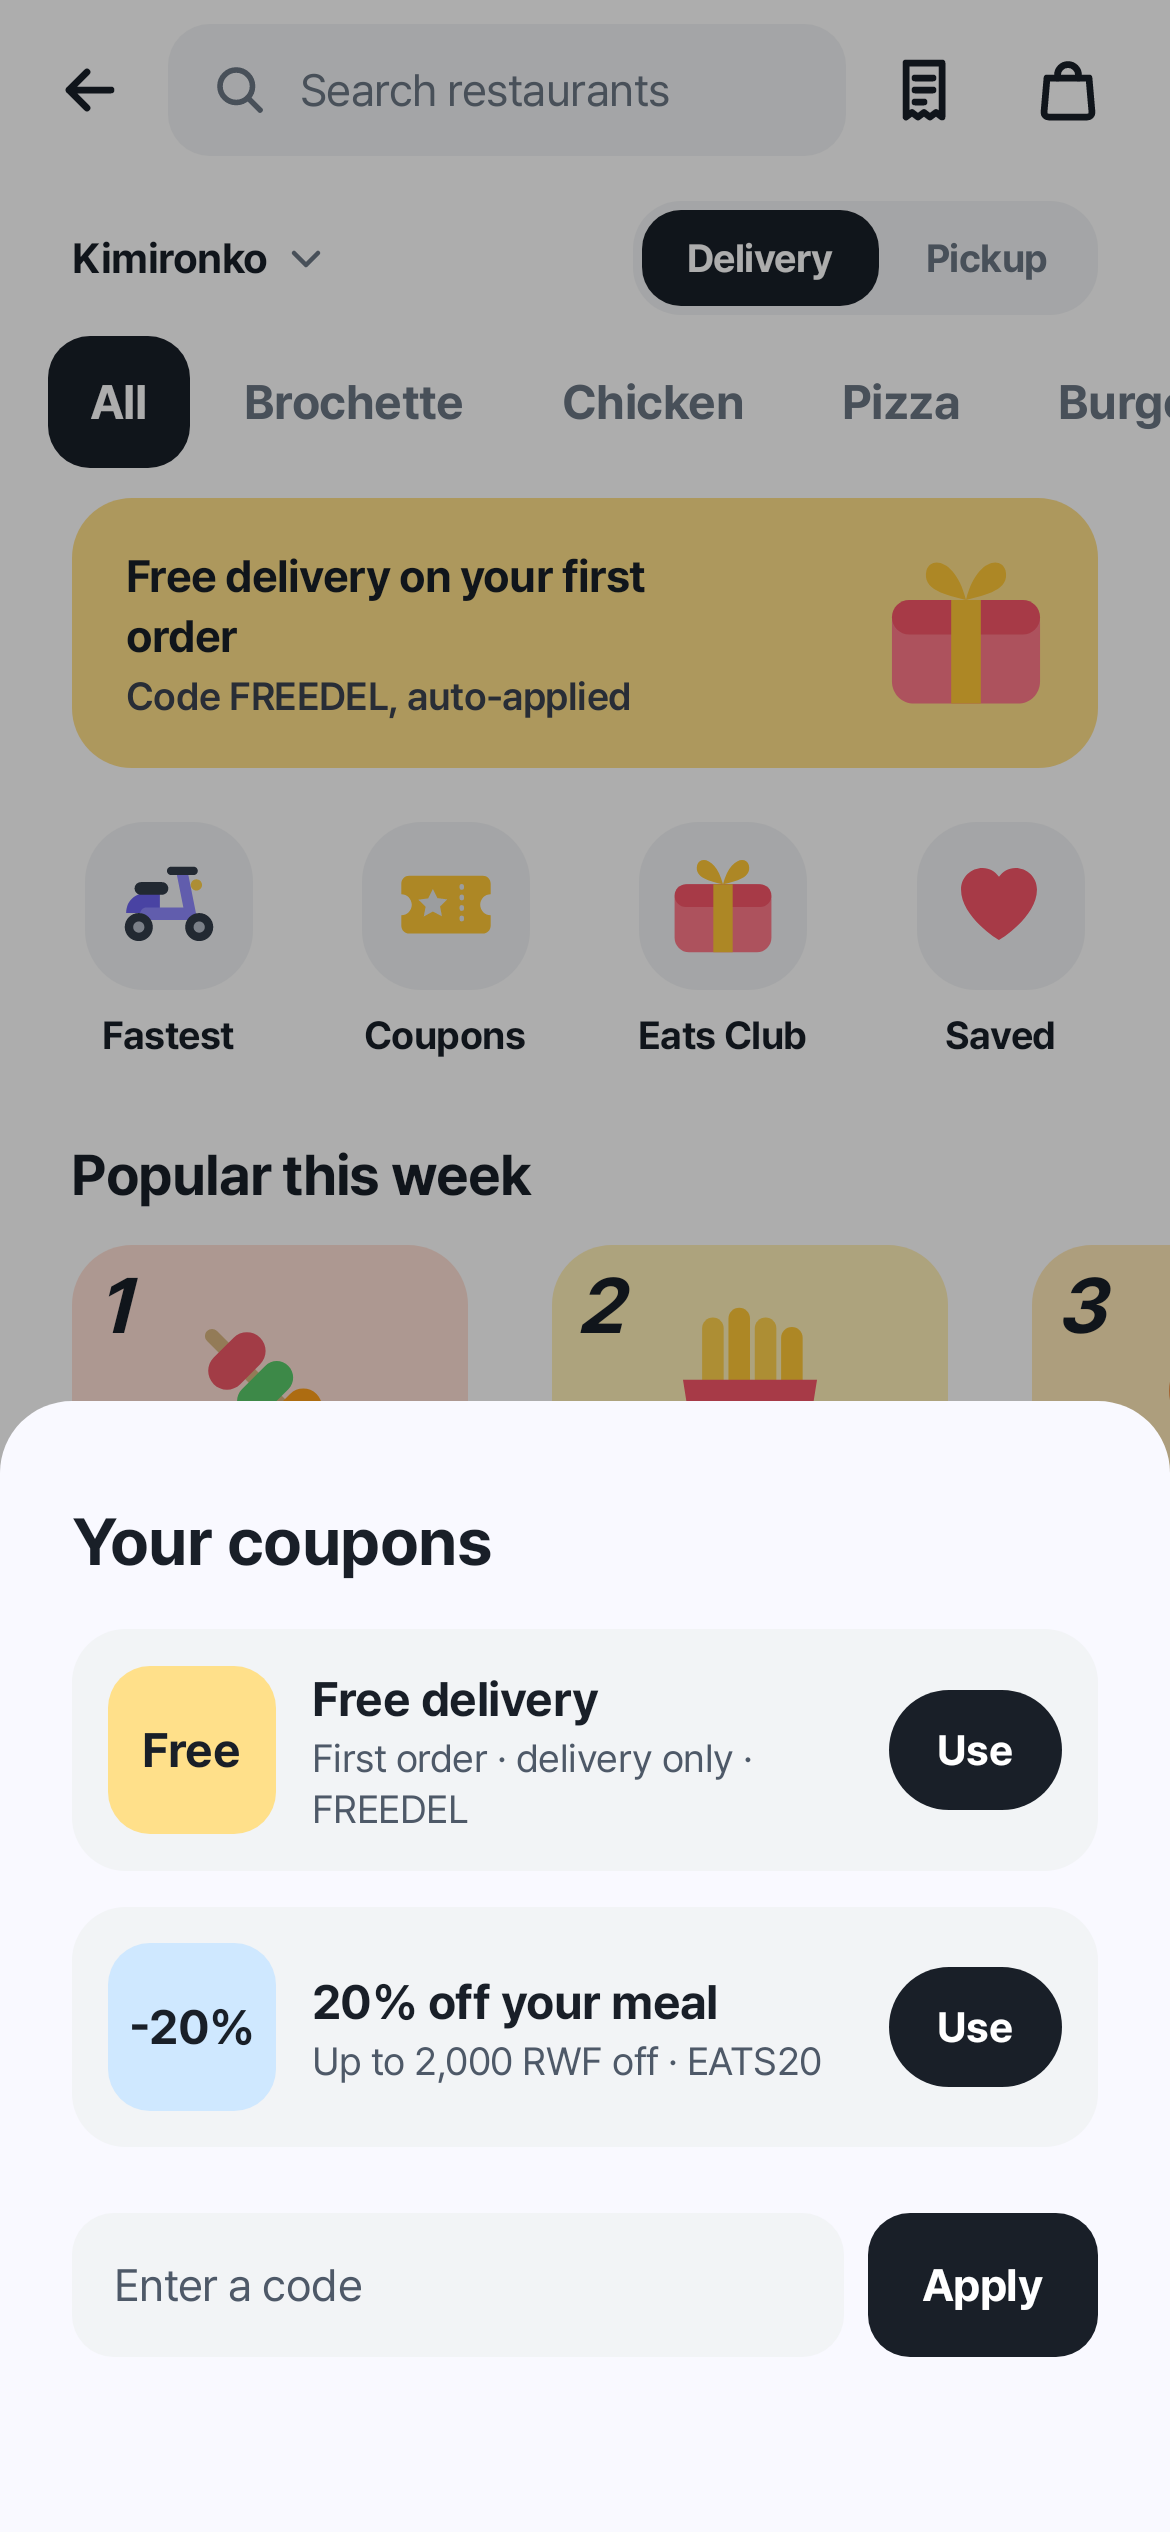 Search restaurants
Kimironko
Delivery
Pickup
All
Brochette
Chicken
Pizza
Burge
Free delivery on your first
order
Code FREEDEL, auto-applied
Fastest
Coupons
Eats Club
Saved
Popular this week
1
2
3
Your coupons
Free
Free delivery
First order · delivery only ·
FREEDEL
Use
-20%
20% off your meal
Up to 2,000 RWF off · EATS20
Use
Enter a code
Apply